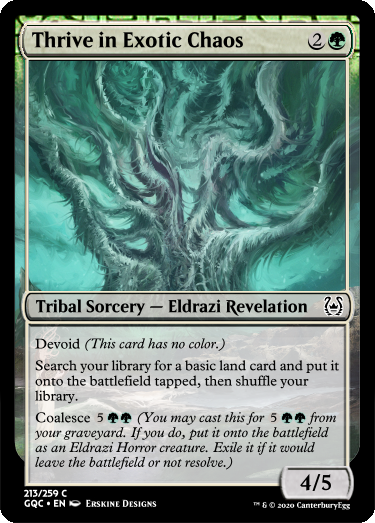 Thrive in Exotic Chaos 2
Tribal Sorcery — Eldrazi Revelation
Devoid (This card has no color.)
Search your library for a basic land card and put it
onto the battlefield tapped, then shuffle your
library.
Coalesce 5 (You may cast this for 5 from
your graveyard. If you do, put it onto the battlefield
as an Eldrazi Horror creature. Exile it if it would
leave the battlefield or not resolve.)
4/5
213/259 C
GQC • EN Erskine Designs
™ & © 2020 CanterburyEgg